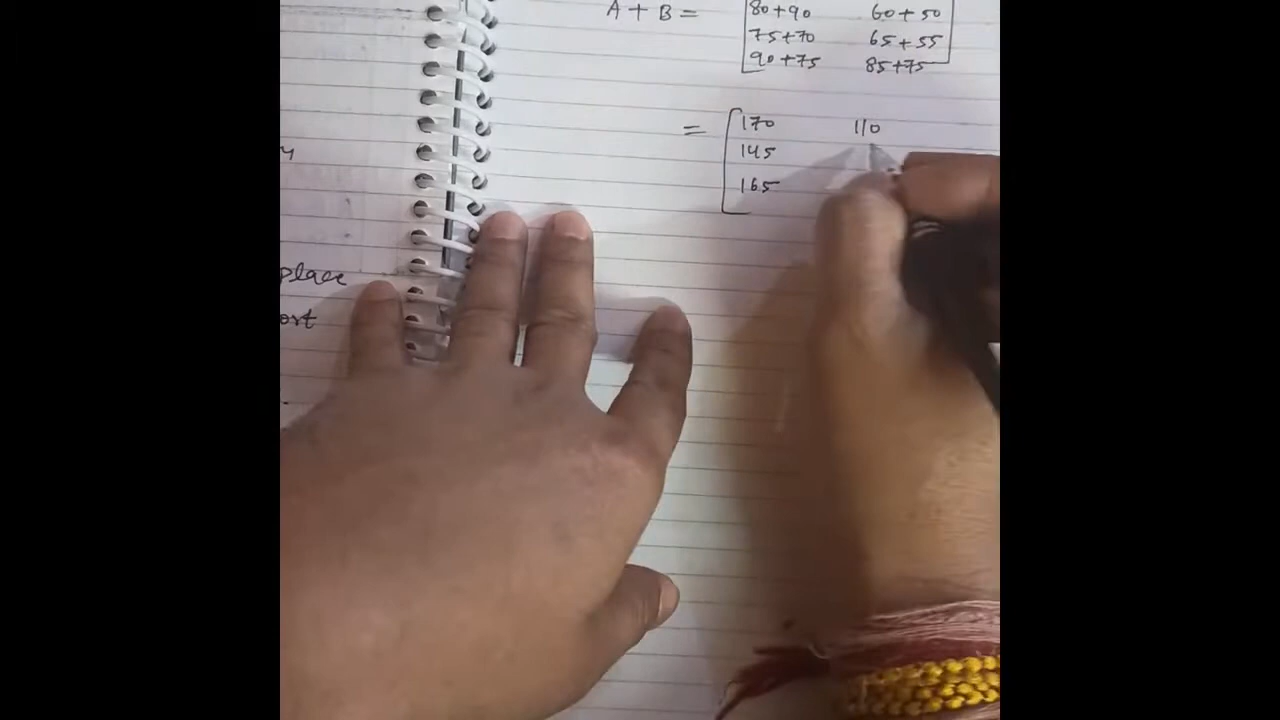 A + B = 80+90 60+50
75+70 65+55
90+75 85+75
= 170 110
145
165
place
ort